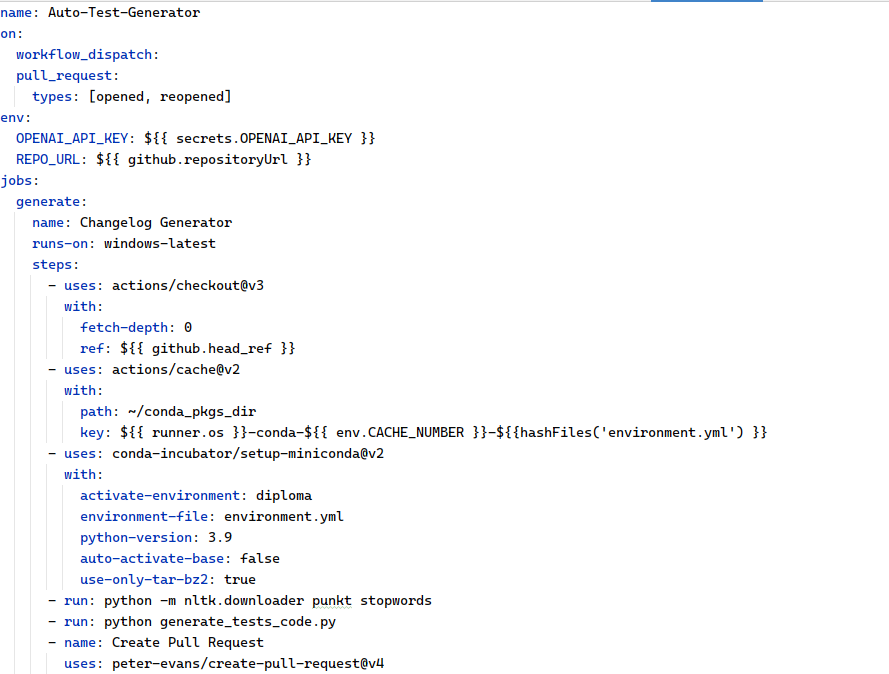 name: Auto-Test-Generator
on:
  workflow_dispatch:
  pull_request:
    types: [opened, reopened]
env:
  OPENAI_API_KEY: ${{ secrets.OPENAI_API_KEY }}
  REPO_URL: ${{ github.repositoryUrl }}
jobs:
  generate:
    name: Changelog Generator
    runs-on: windows-latest
    steps:
      - uses: actions/checkout@v3
        with:
          fetch-depth: 0
          ref: ${{ github.head_ref }}
      - uses: actions/cache@v2
        with:
          path: ~/conda_pkgs_dir
          key: ${{ runner.os }}-conda-${{ env.CACHE_NUMBER }}-${{hashFiles('environment.yml') }}
      - uses: conda-incubator/setup-miniconda@v2
        with:
          activate-environment: diploma
          environment-file: environment.yml
          python-version: 3.9
          auto-activate-base: false
          use-only-tar-bz2: true
      - run: python -m nltk.downloader punkt stopwords
      - run: python generate_tests_code.py
      - name: Create Pull Request
        uses: peter-evans/create-pull-request@v4